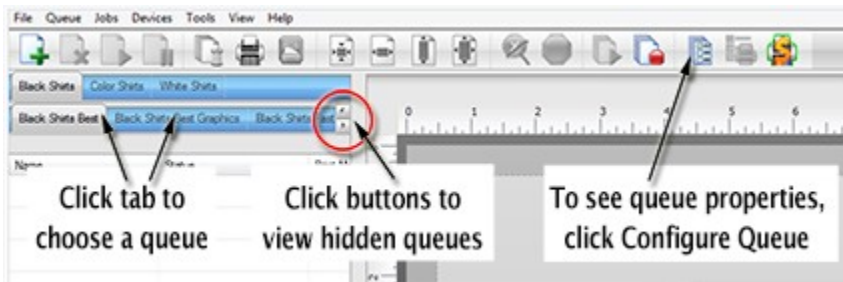 File Queue Jobs Devices Tools View Help
Black Shirts Color Shirts White Shirts
Black Shirts Best Black Shirts Best Graphics Black Shirts
0 1 2 3 4 5 6
Name Status
Click tab to
choose a queue
Click buttons to
view hidden queues
To see queue properties,
click Configure Queue
2